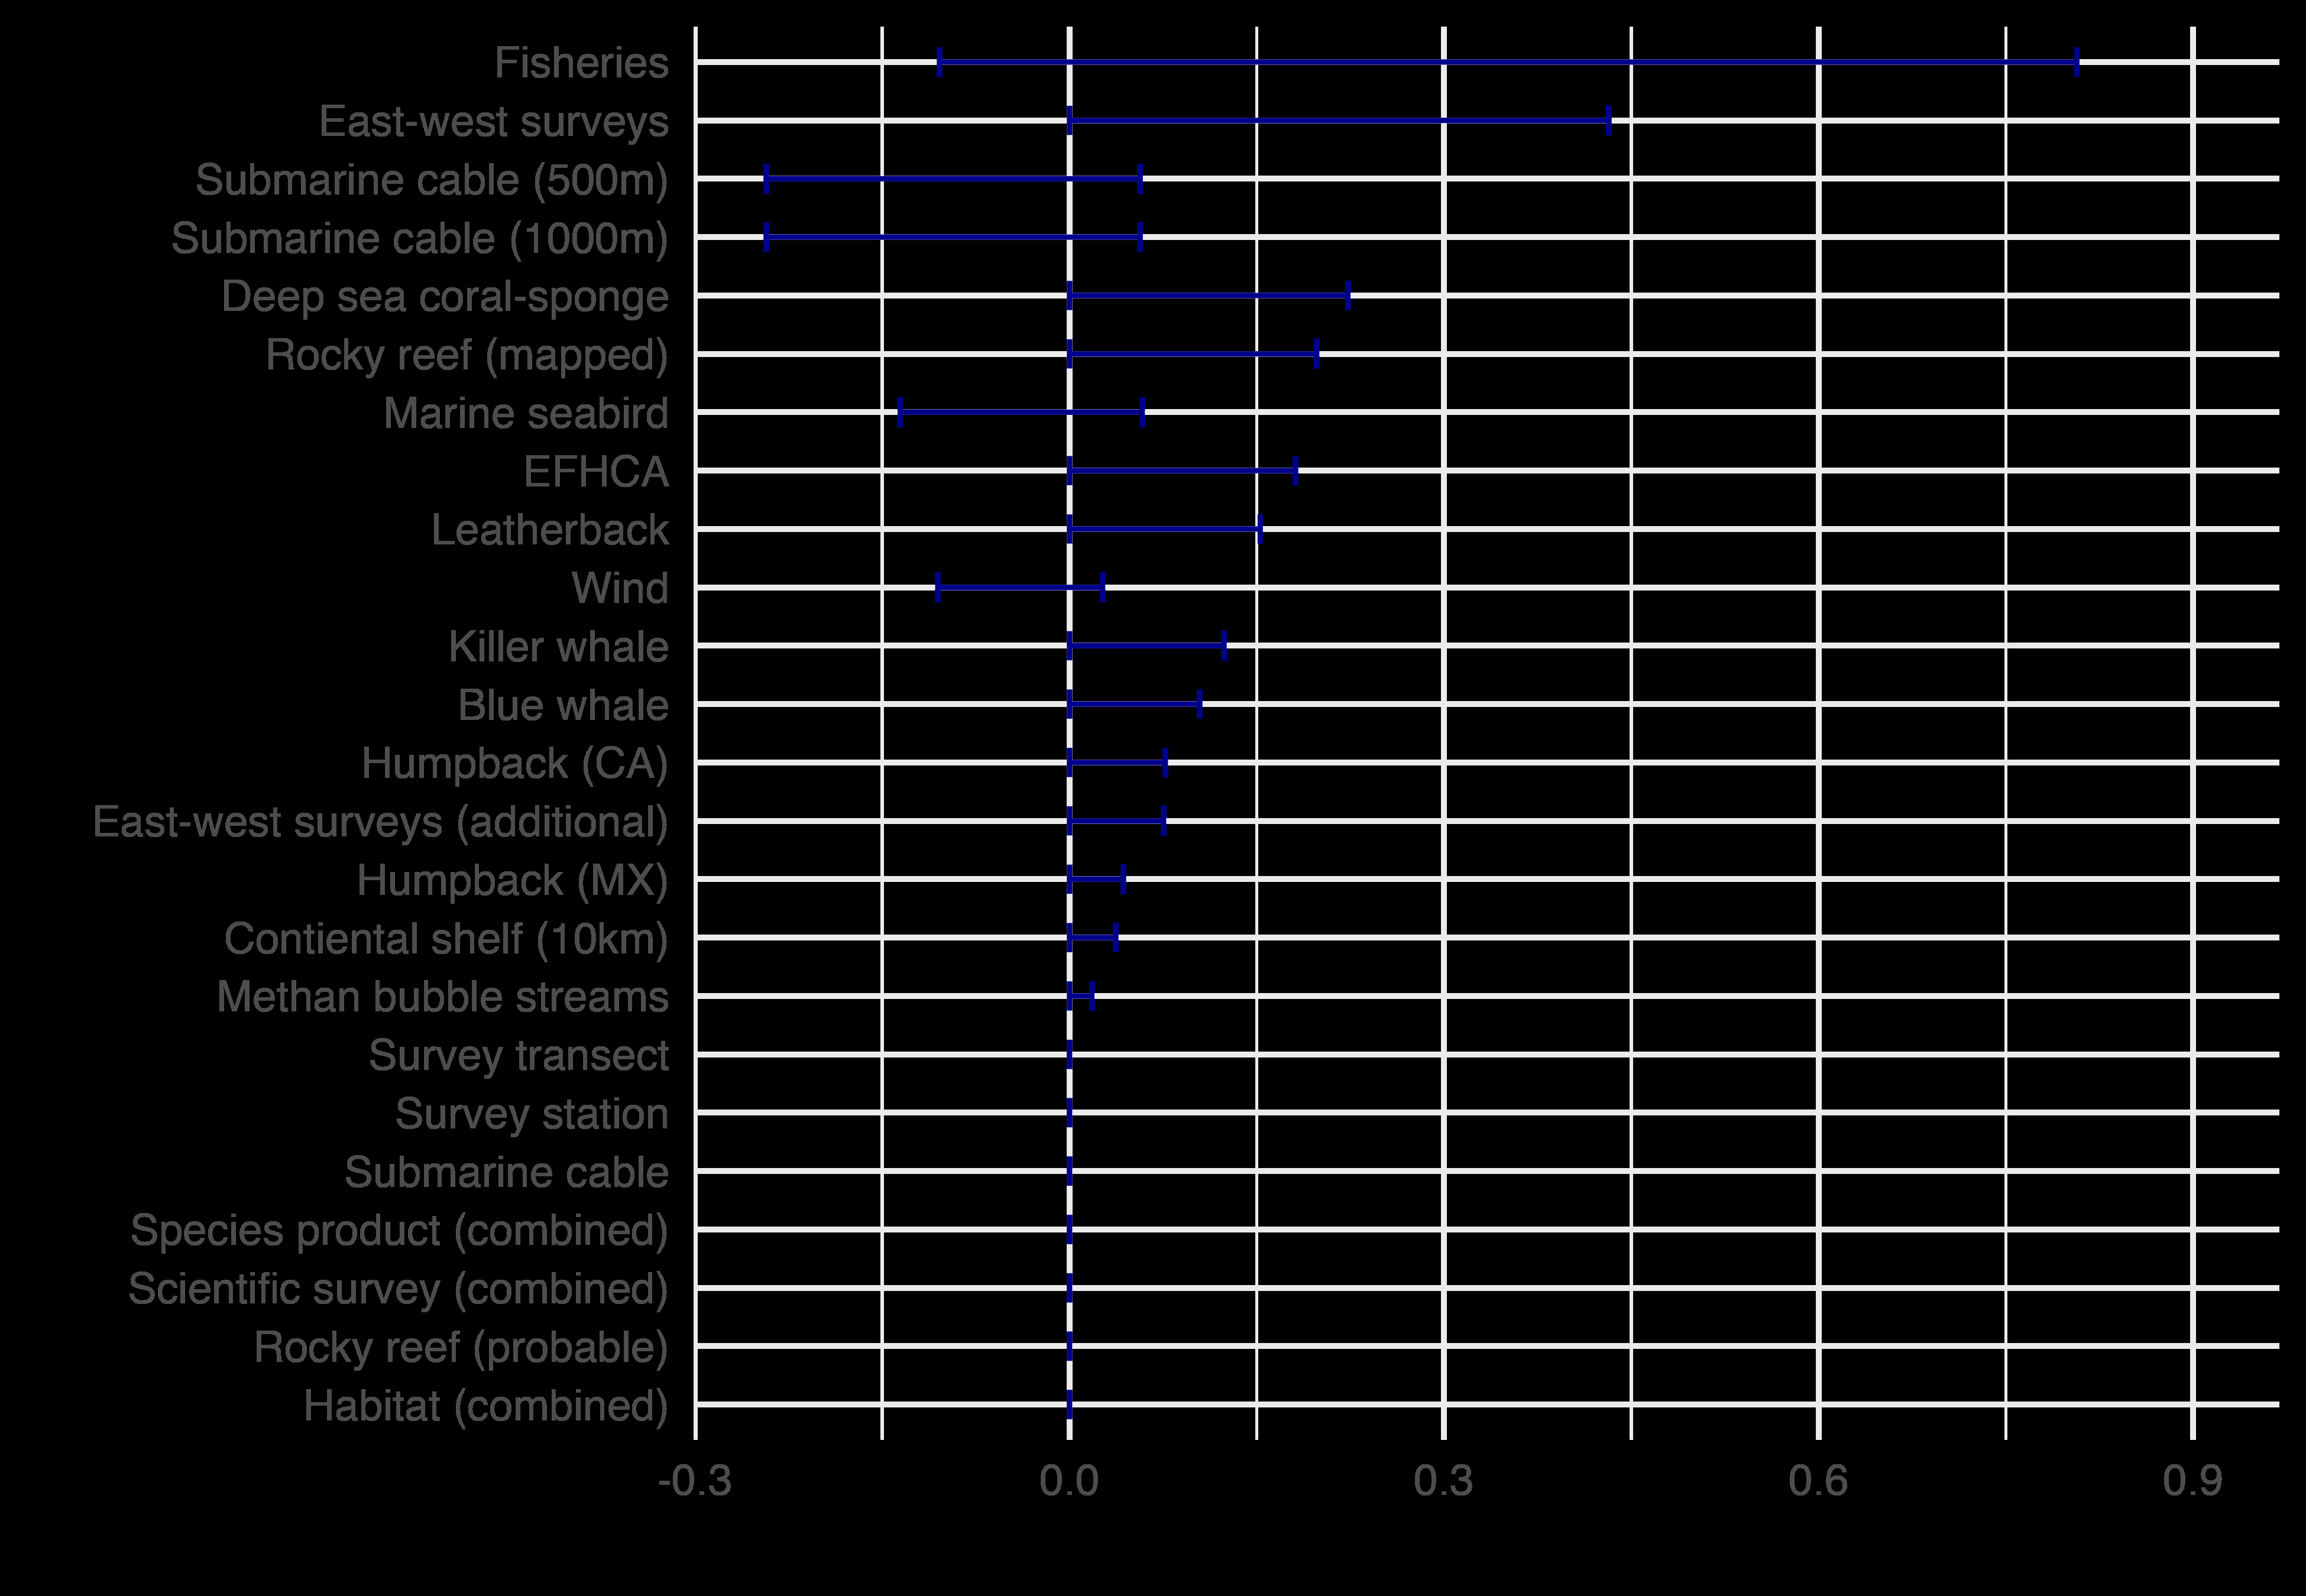 Fisheries
East-west surveys
Submarine cable (500m)
Submarine cable (1000m)
Deep sea coral-sponge
Rocky reef (mapped)
Marine seabird
EFHCA
Leatherback
Wind
Killer whale
Blue whale
Humpback (CA)
East-west surveys (additional)
Humpback (MX)
Contiental shelf (10km)
Methan bubble streams
Survey transect
Survey station
Submarine cable
Species product (combined)
Scientific survey (combined)
Rocky reef (probable)
Habitat (combined)
-0.3 0.0 0.3 0.6 0.9